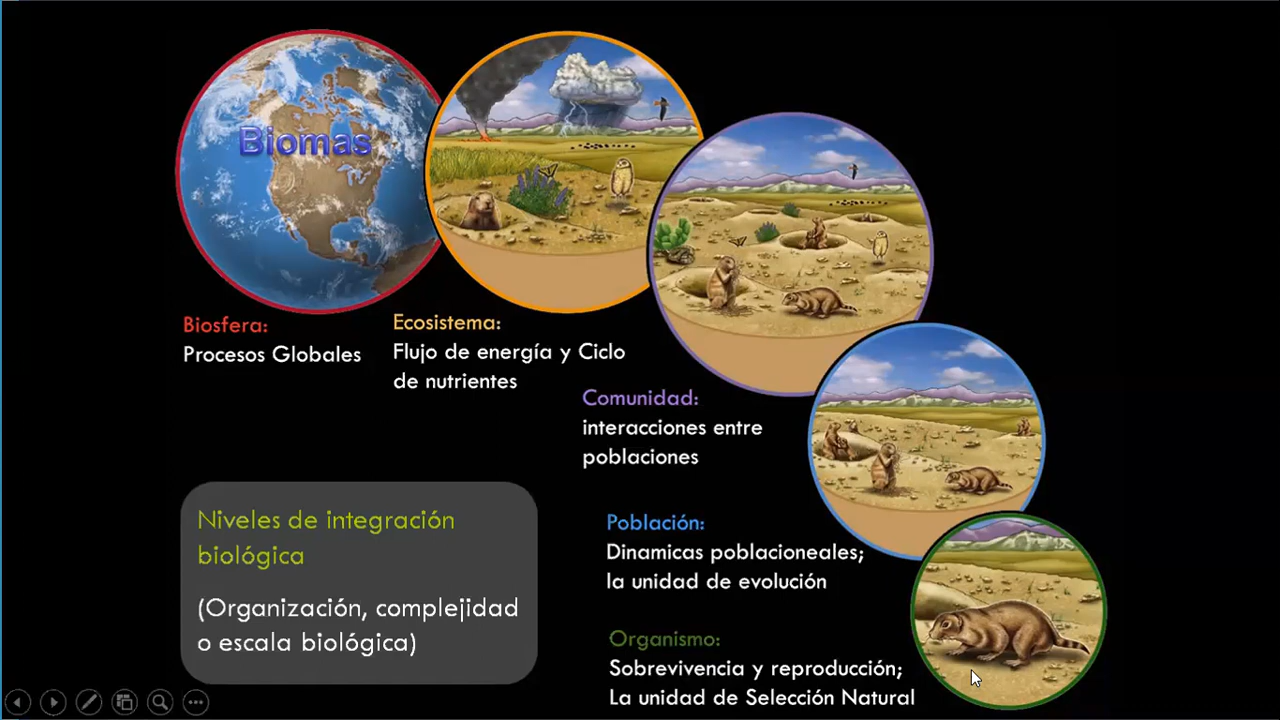 Biomas
Biosfera:
Procesos Globales
Ecosistema:
Flujo de energía y Ciclo
de nutrientes
Comunidad:
interacciones entre
poblaciones
Niveles de integración
biológica
(Organización, complejidad
o escala biológica)
Población:
Dinamicas poblacioneales;
la unidad de evolución
Organismo:
Sobrevivencia y reproducción;
La unidad de Selección Natural